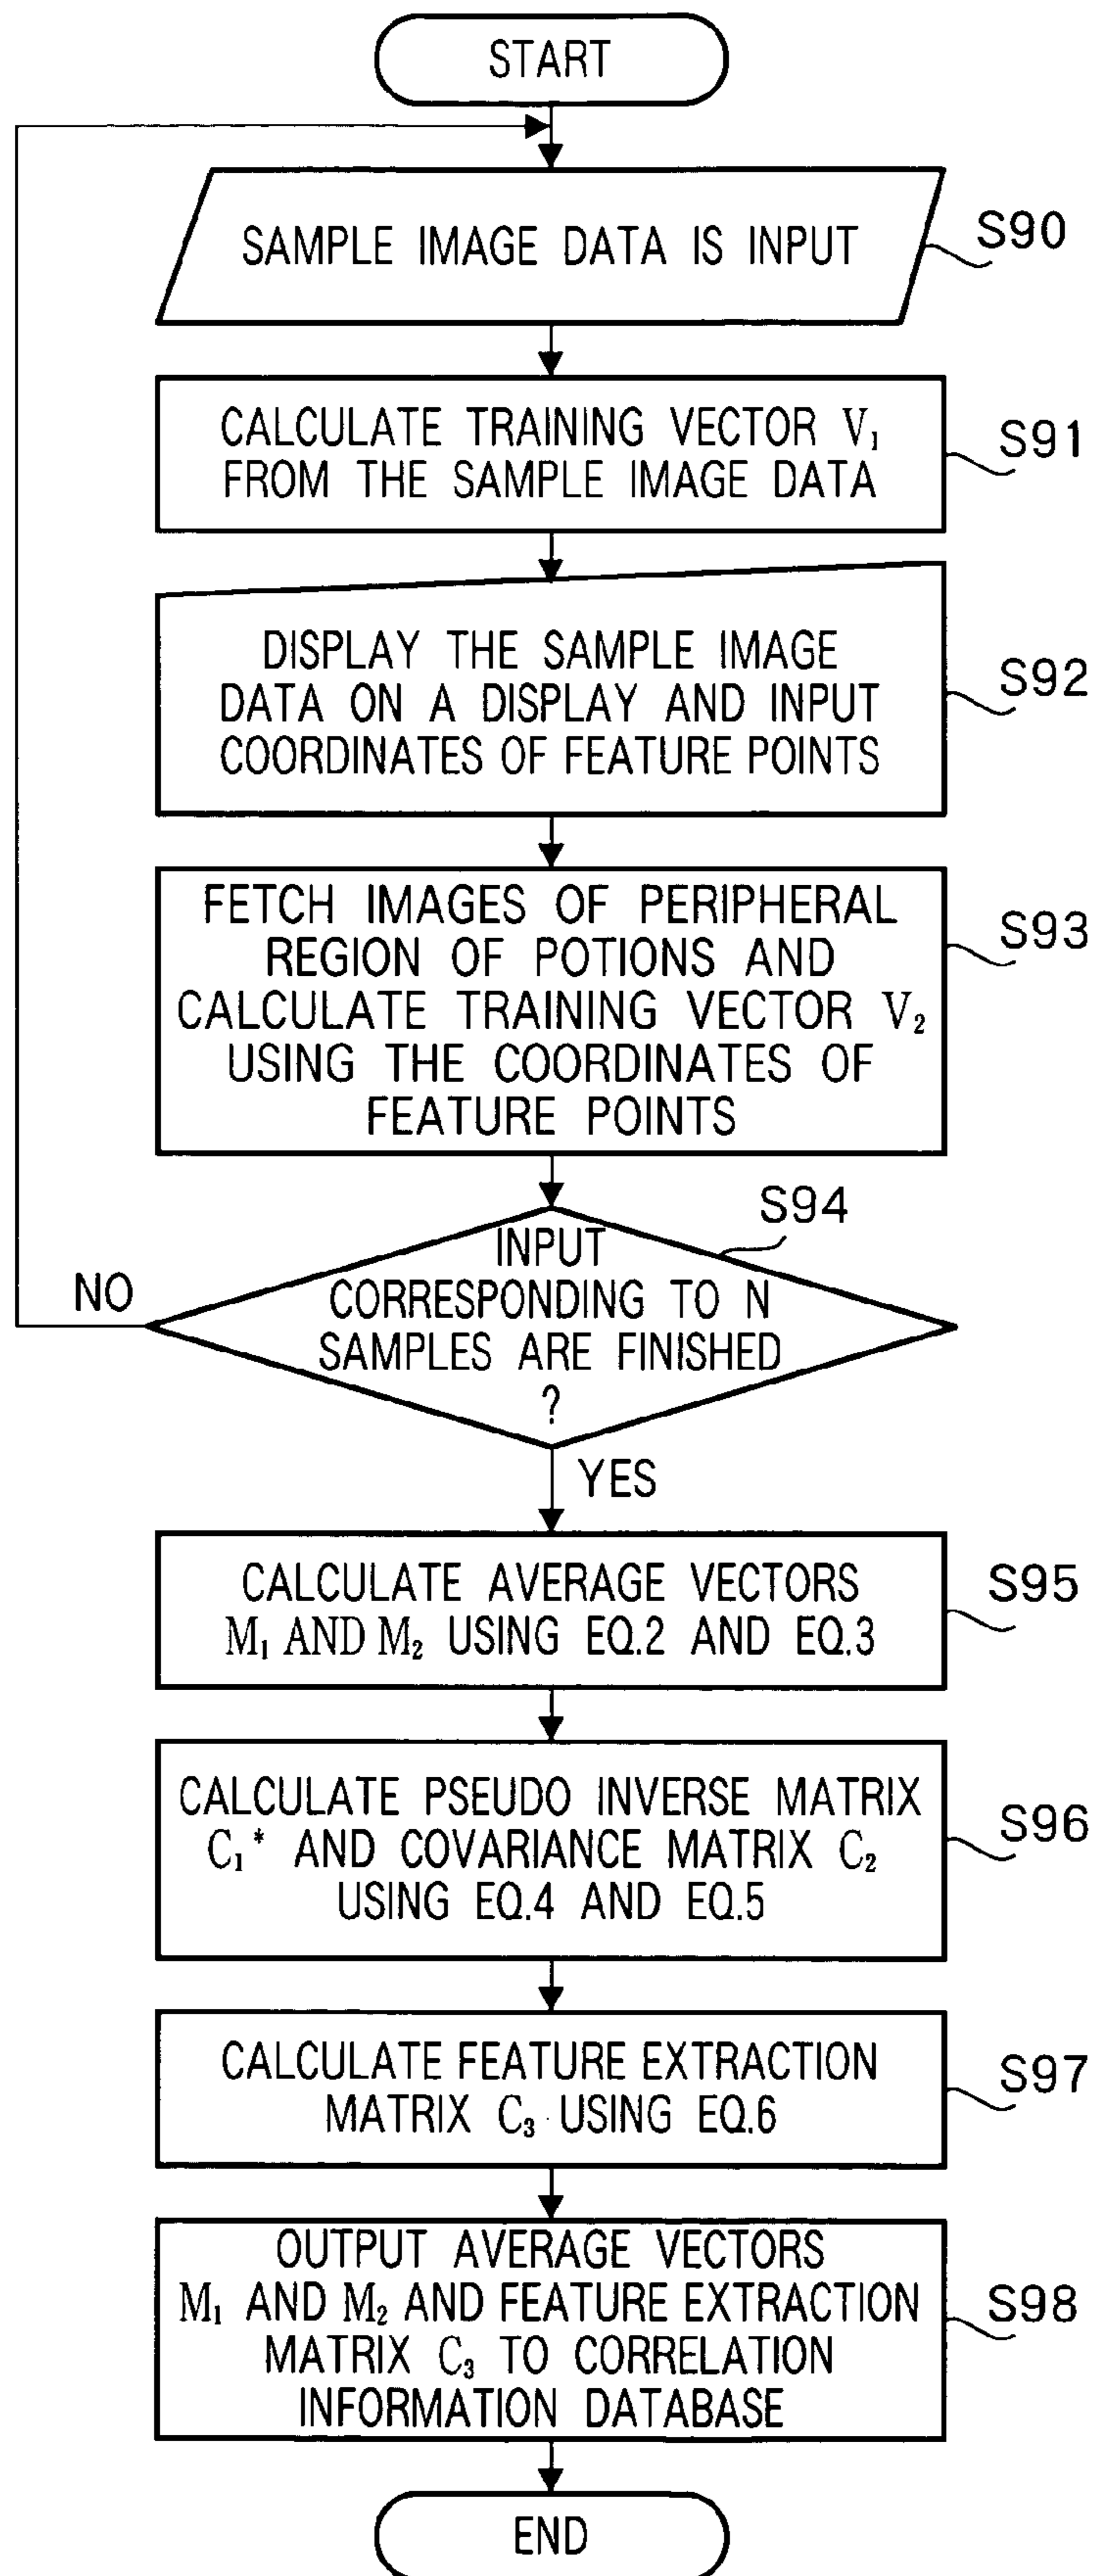 START
SAMPLE IMAGE DATA IS INPUT
S90
CALCULATE TRAINING VECTOR V₁
FROM THE SAMPLE IMAGE DATA
S91
DISPLAY THE SAMPLE IMAGE
DATA ON A DISPLAY AND INPUT
COORDINATES OF FEATURE POINTS
S92
FETCH IMAGES OF PERIPHERAL
REGION OF POTIONS AND
CALCULATE TRAINING VECTOR V₂
USING THE COORDINATES OF
FEATURE POINTS
S93
S94
INPUT
CORRESPONDING TO N
SAMPLES ARE FINISHED
?
NO
YES
CALCULATE AVERAGE VECTORS
M₁ AND M₂ USING EQ.2 AND EQ.3
S95
CALCULATE PSEUDO INVERSE MATRIX
C₁* AND COVARIANCE MATRIX C₂
USING EQ.4 AND EQ.5
S96
CALCULATE FEATURE EXTRACTION
MATRIX C₃ USING EQ.6
S97
OUTPUT AVERAGE VECTORS
M₁ AND M₂ AND FEATURE EXTRACTION
MATRIX C₃ TO CORRELATION
INFORMATION DATABASE
S98
END